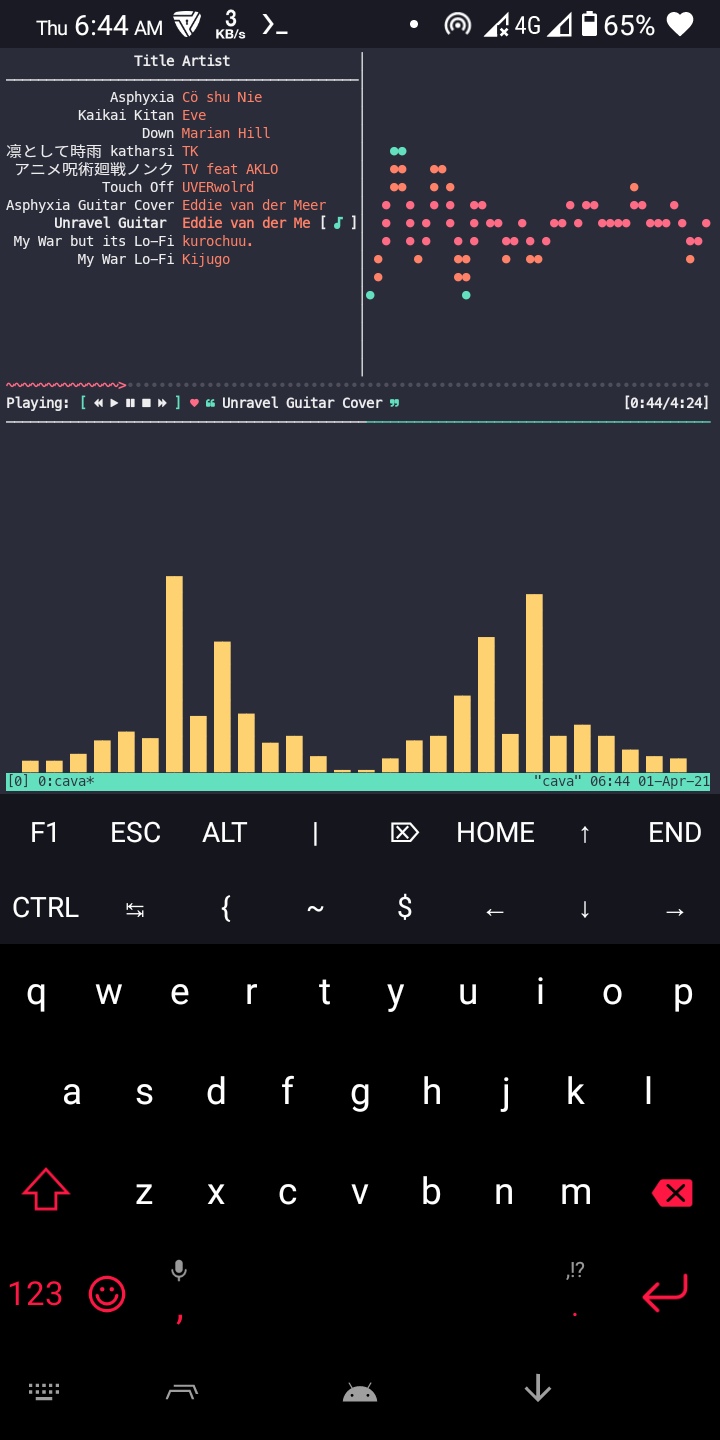 Thu 6:44 AM 3 KB/s 4G 65%
Title Artist
Asphyxia Cö shu Nie
Kaikai Kitan Eve
Down Marian Hill
凛として時雨 katharsi TK
アニメ呪術廻戦ノンク TV feat AKLO
Touch Off UVERwolrd
Asphyxia Guitar Cover Eddie van der Meer
Unravel Guitar Eddie van der Me [ ♪ ]
My War but its Lo-Fi kurochuu.
My War Lo-Fi Kijugo
~~~~~~~~~~~~~~~>
Playing: [ ⏪ ▶ ⏸ ⏹ ⏩ ] ♥ ❝ Unravel Guitar Cover ❞ [0:44/4:24]
[0] 0:cava* "cava" 06:44 01-Apr-21
F1 ESC ALT | ⌦ HOME ↑ END
CTRL ↹ { ~ $ ← ↓ →
q w e r t y u i o p
a s d f g h j k l
z x c v b n m
,!?
123 , .